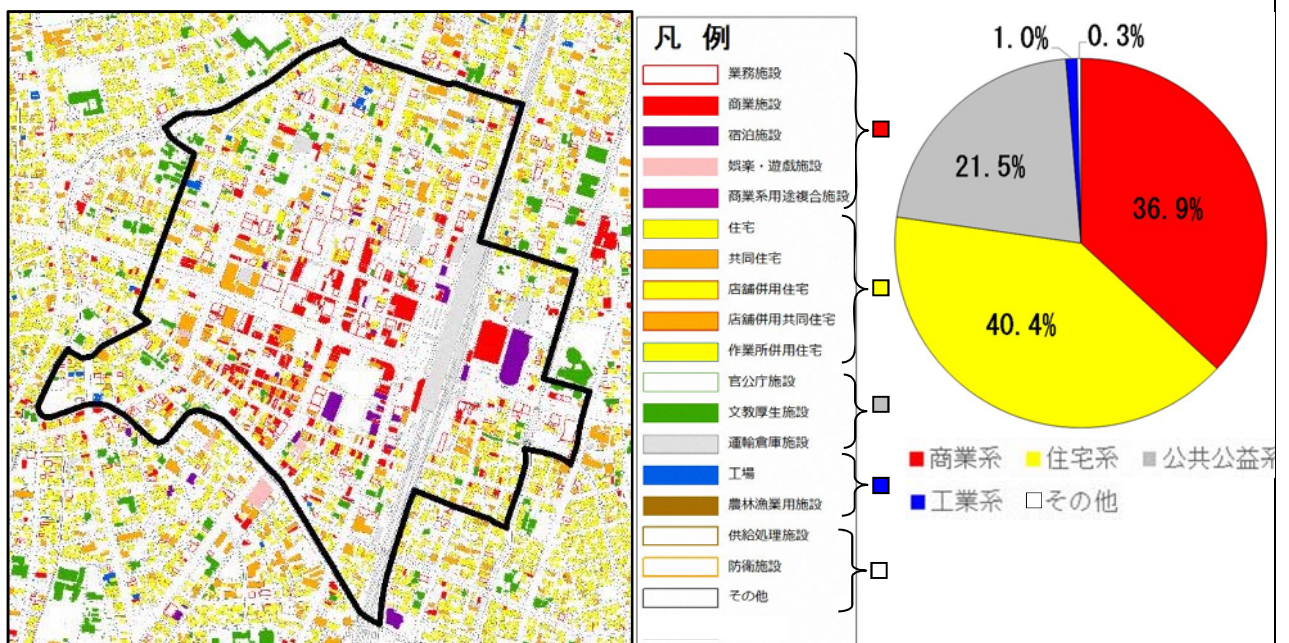 凡 例
業務施設
商業施設
宿泊施設
娯楽・遊戯施設
商業系用途複合施設
住宅
共同住宅
店舗併用住宅
店舗併用共同住宅
作業所併用住宅
官公庁施設
文教厚生施設
運輸倉庫施設
工場
農林漁業用施設
供給処理施設
防衛施設
その他
1.0%
0.3%
21.5%
36.9%
40.4%
商業系 住宅系 公共公益系
工業系 その他